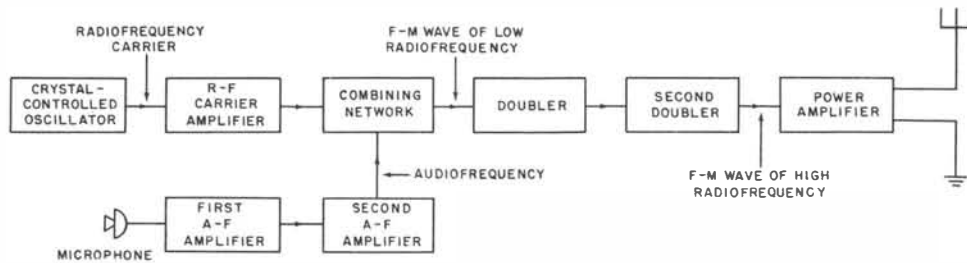 RADIOFREQUENCY
CARRIER
F-M WAVE OF LOW
RADIOFREQUENCY
CRYSTAL-
CONTROLLED
OSCILLATOR
R-F
CARRIER
AMPLIFIER
COMBINING
NETWORK
DOUBLER
SECOND
DOUBLER
POWER
AMPLIFIER
AUDIOFREQUENCY
F-M WAVE OF HIGH
RADIOFREQUENCY
MICROPHONE
FIRST
A-F
AMPLIFIER
SECOND
A-F
AMPLIFIER